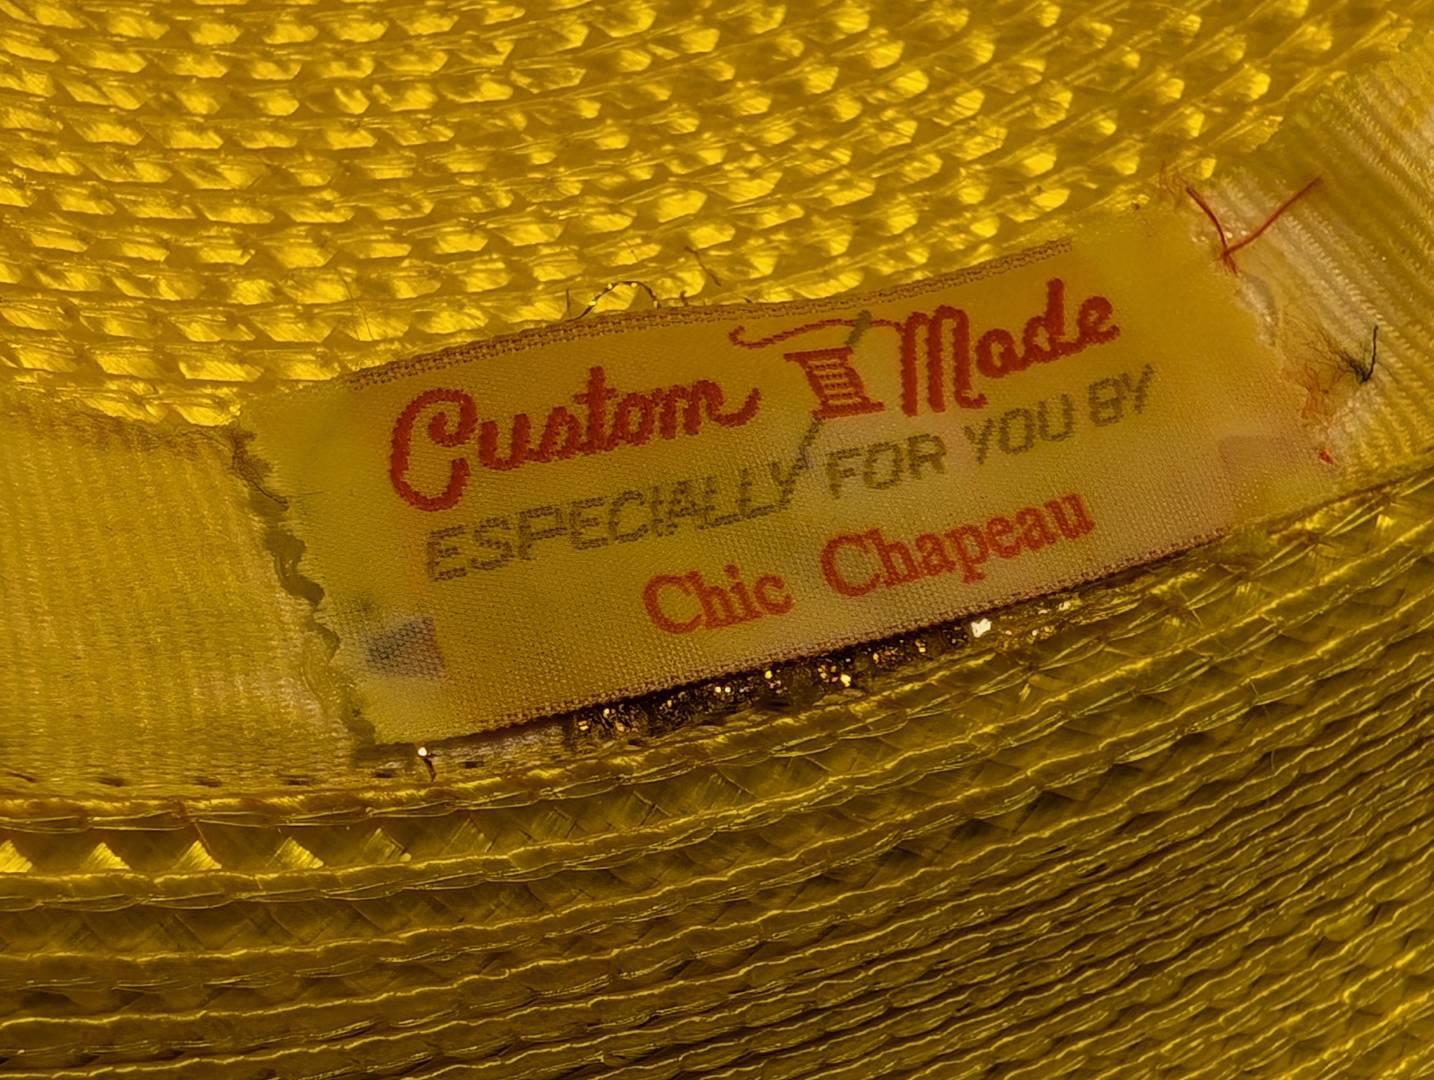 Custom Made
ESPECIALLY FOR YOU BY
Chic Chapeau